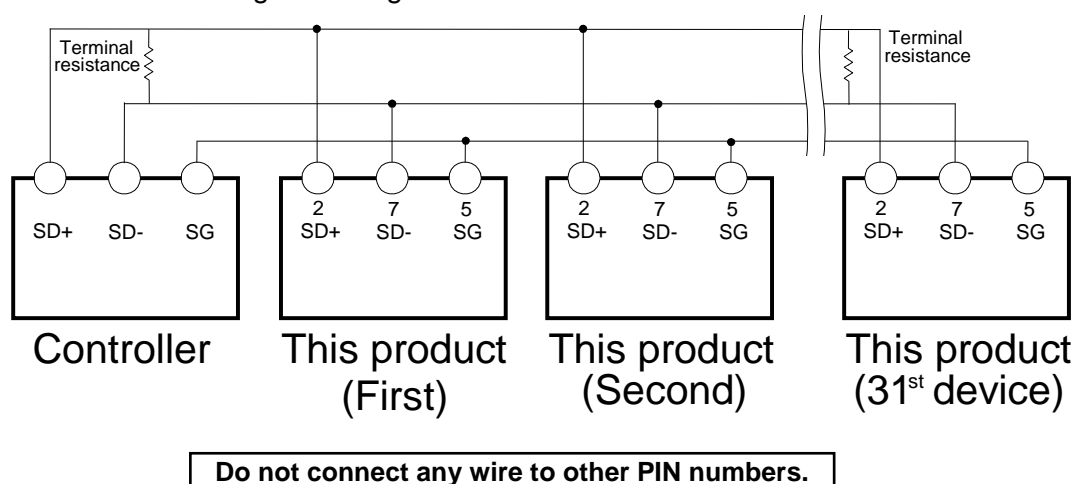 Terminal
resistance
Terminal
resistance
SD+ SD- SG
2 7 5
SD+ SD- SG
2 7 5
SD+ SD- SG
2 7 5
SD+ SD- SG
Controller
This product
(First)
This product
(Second)
This product
(31st device)
Do not connect any wire to other PIN numbers.